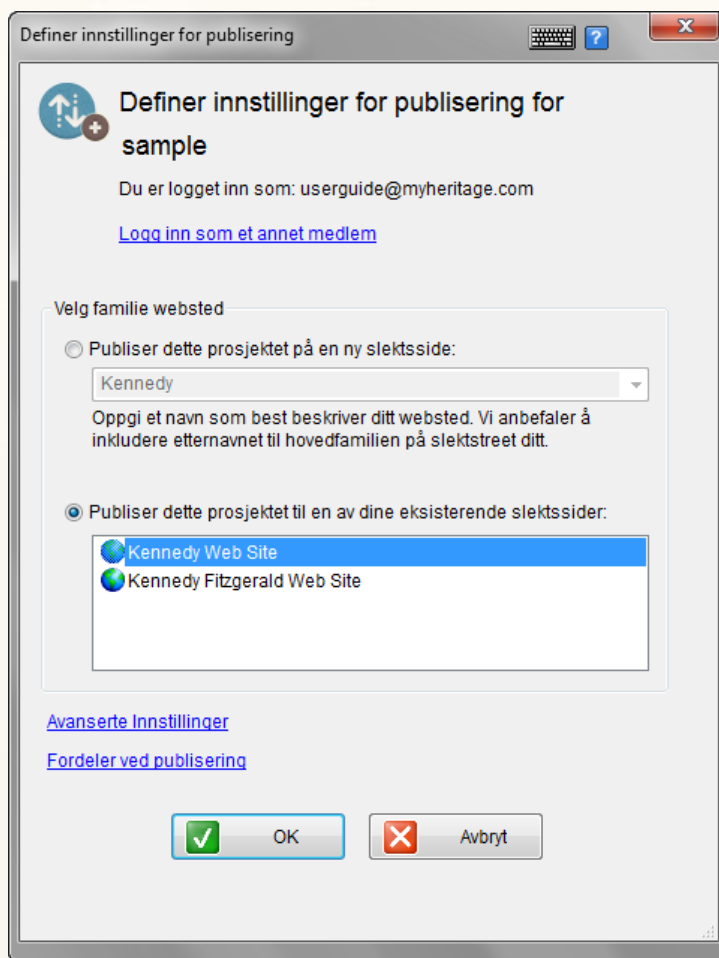 Definer innstillinger for publisering
?
Definer innstillinger for publisering for
sample
Du er logget inn som: userguide@myheritage.com
Logg inn som et annet medlem
Velg familie websted
Publiser dette prosjektet på en ny slektsside:
Kennedy
Oppgi et navn som best beskriver ditt websted. Vi anbefaler å
inkludere etternavnet til hovedfamilien på slektstreet ditt.
Publiser dette prosjektet til en av dine eksisterende slektssider:
Kennedy Web Site
Kennedy Fitzgerald Web Site
Avanserte Innstillinger
Fordeler ved publisering
OK
Avbryt